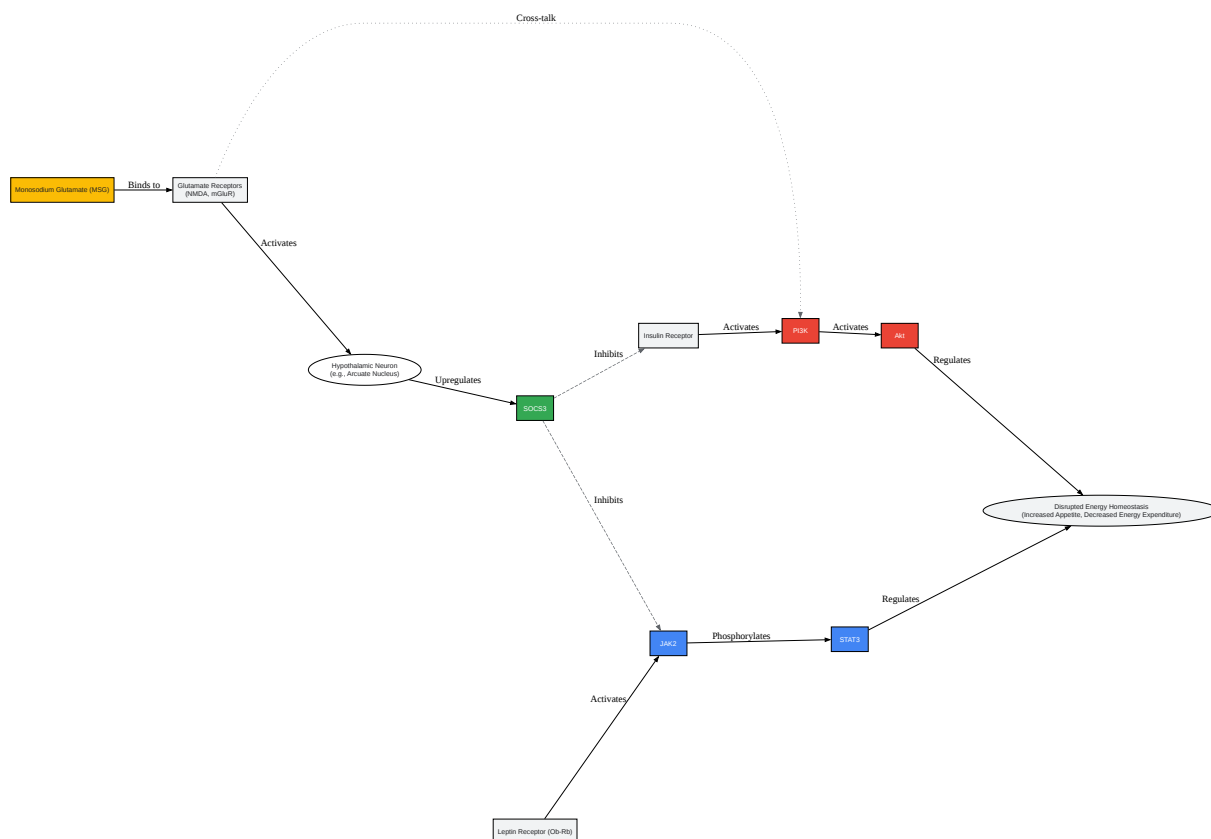 Cross-talk
Monosodium Glutamate (MSG)
Binds to
Glutamate Receptors
(NMDA, mGluR)
Activates
Hypothalamic Neuron
(e.g., Arcuate Nucleus)
Upregulates
SOCS3
Inhibits
Insulin Receptor
Activates
PI3K
Activates
Akt
Regulates
Inhibits
Disrupted Energy Homeostasis
(Increased Appetite, Decreased Energy Expenditure)
Regulates
JAK2
Phosphorylates
STAT3
Activates
Leptin Receptor (Ob-Rb)